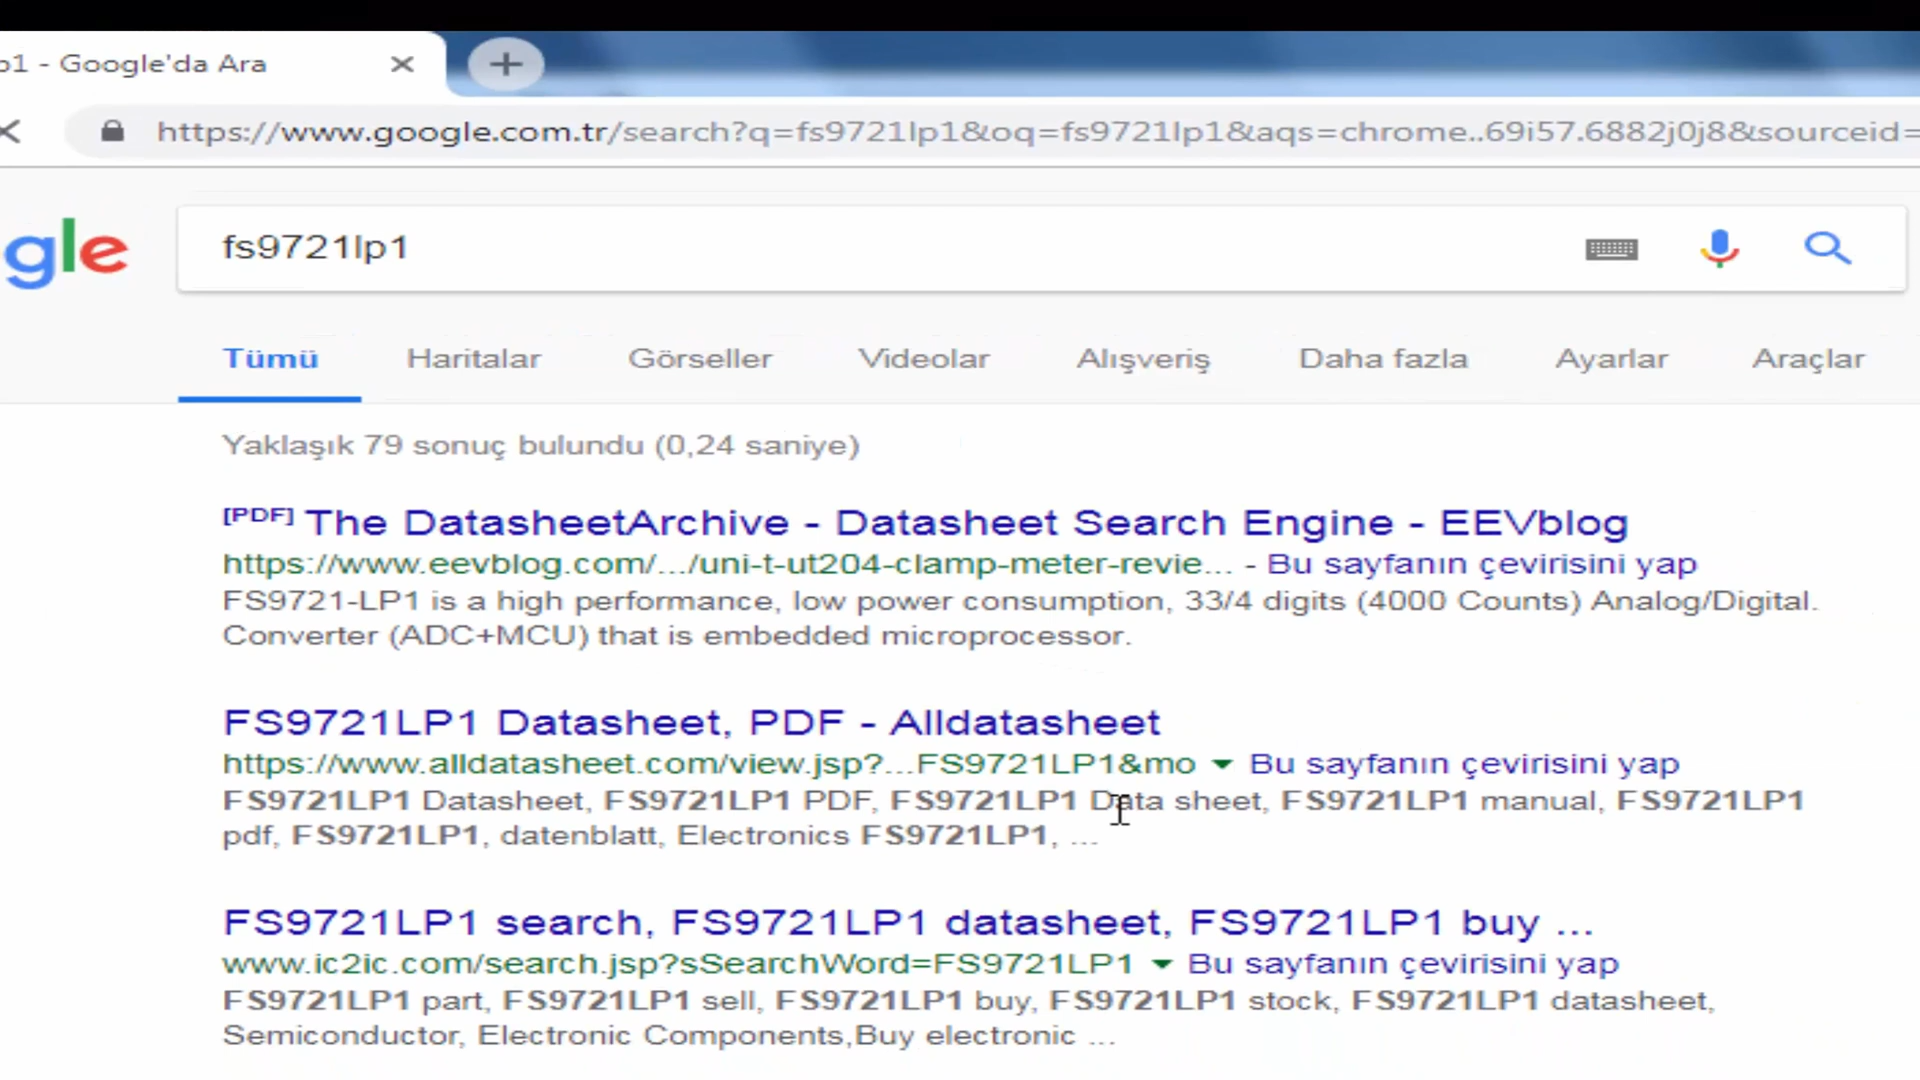 p1 - Google'da Ara
https://www.google.com.tr/search?q=fs9721lp1&oq=fs9721lp1&aqs=chrome..69i57.6882j0j8&sourceid=
gle
fs9721lp1
Tümü Haritalar Görseller Videolar Alışveriş Daha fazla Ayarlar Araçlar
Yaklaşık 79 sonuç bulundu (0,24 saniye)
[PDF] The DatasheetArchive - Datasheet Search Engine - EEVblog
https://www.eevblog.com/.../uni-t-ut204-clamp-meter-revie... - Bu sayfanın çevirisini yap
FS9721-LP1 is a high performance, low power consumption, 33/4 digits (4000 Counts) Analog/Digital.
Converter (ADC+MCU) that is embedded microprocessor.
FS9721LP1 Datasheet, PDF - Alldatasheet
https://www.alldatasheet.com/view.jsp?...FS9721LP1&mo Bu sayfanın çevirisini yap
FS9721LP1 Datasheet, FS9721LP1 PDF, FS9721LP1 Data sheet, FS9721LP1 manual, FS9721LP1
pdf, FS9721LP1, datenblatt, Electronics FS9721LP1, ...
FS9721LP1 search, FS9721LP1 datasheet, FS9721LP1 buy ...
www.ic2ic.com/search.jsp?sSearchWord=FS9721LP1 Bu sayfanın çevirisini yap
FS9721LP1 part, FS9721LP1 sell, FS9721LP1 buy, FS9721LP1 stock, FS9721LP1 datasheet,
Semiconductor, Electronic Components,Buy electronic ...